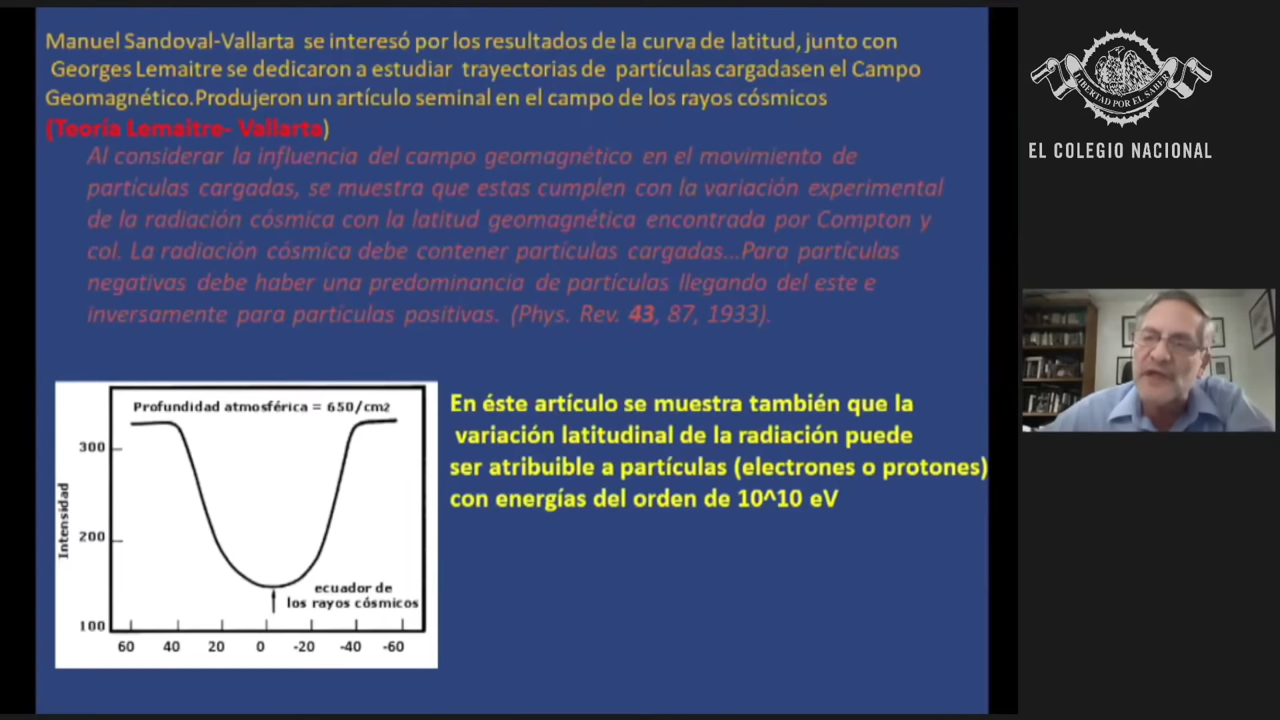 Manuel Sandoval-Vallarta se interesó por los resultados de la curva de latitud, junto con
Georges Lemaitre se dedicaron a estudiar trayectorias de partículas cargadasen el Campo
Geomagnético.Produjeron un artículo seminal en el campo de los rayos cósmicos
(Teoría Lemaitre- Vallarta)
Al considerar la influencia del campo geomagnético en el movimiento de
partículas cargadas, se muestra que estas cumplen con la variación experimental
de la radiación cósmica con la latitud geomagnética encontrada por Compton y
col. La radiación cósmica debe contener partículas cargadas...Para partículas
negativas debe haber una predominancia de partículas llegando del este e
inversamente para partículas positivas. (Phys. Rev. 43, 87, 1933).
Profundidad atmosférica = 650/cm2
300
200
100
Intensidad
ecuador de
los rayos cósmicos
60 40 20 0 -20 -40 -60
En éste artículo se muestra también que la
variación latitudinal de la radiación puede
ser atribuible a partículas (electrones o protones)
con energías del orden de 10^10 eV
LIBERTAD POR EL SABER
EL COLEGIO NACIONAL